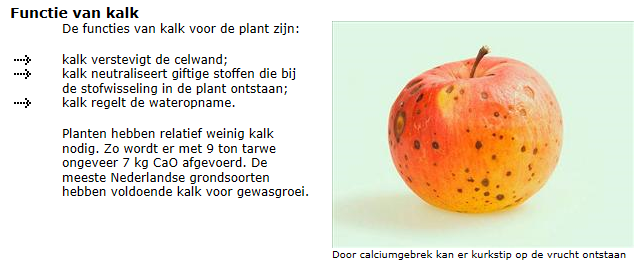 Functie van kalk
De functies van kalk voor de plant zijn:
kalk verstevigt de celwand;
kalk neutraliseert giftige stoffen die bij
de stofwisseling in de plant ontstaan;
kalk regelt de wateropname.
Planten hebben relatief weinig kalk
nodig. Zo wordt er met 9 ton tarwe
ongeveer 7 kg CaO afgevoerd. De
meeste Nederlandse grondsoorten
hebben voldoende kalk voor gewasgroei.
Door calciumgebrek kan er kurkstip op de vrucht ontstaan